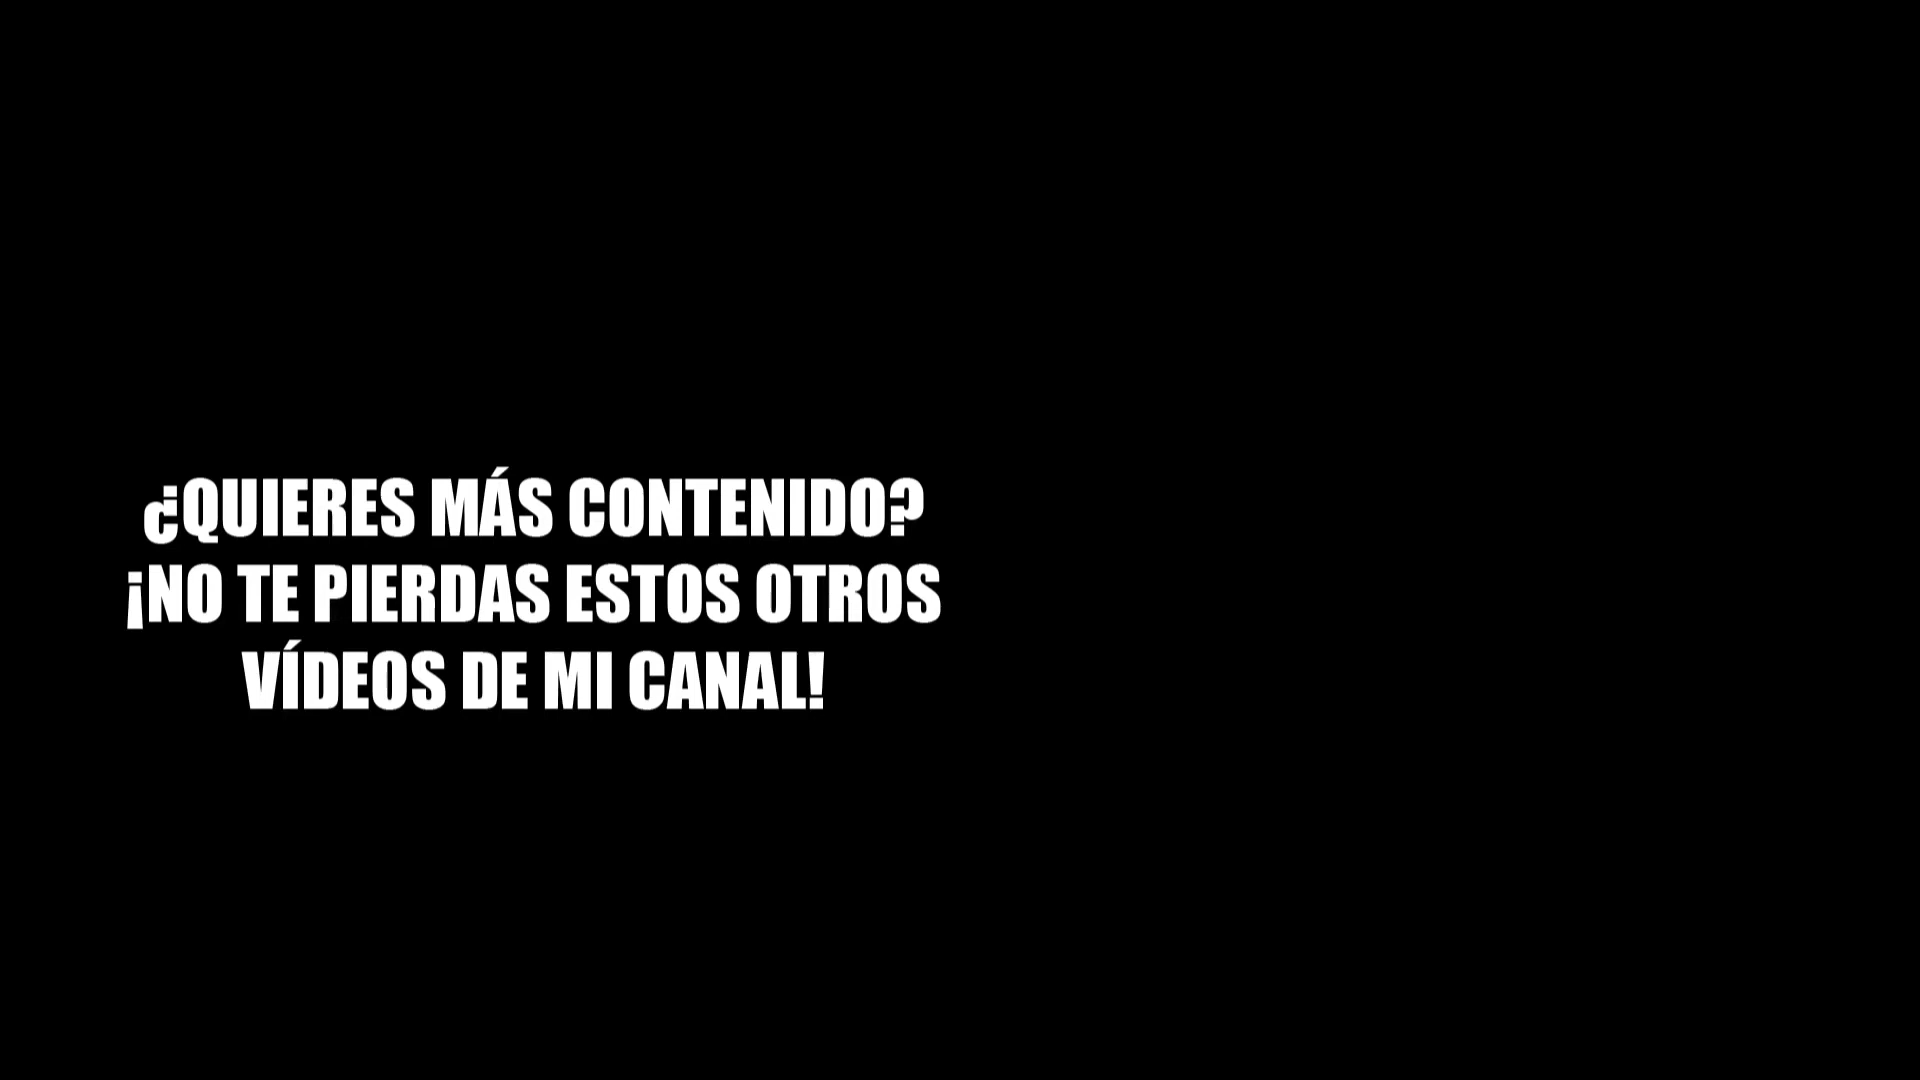 ¿QUIERES MÁS CONTENIDO?
¡NO TE PIERDAS ESTOS OTROS
VÍDEOS DE MI CANAL!